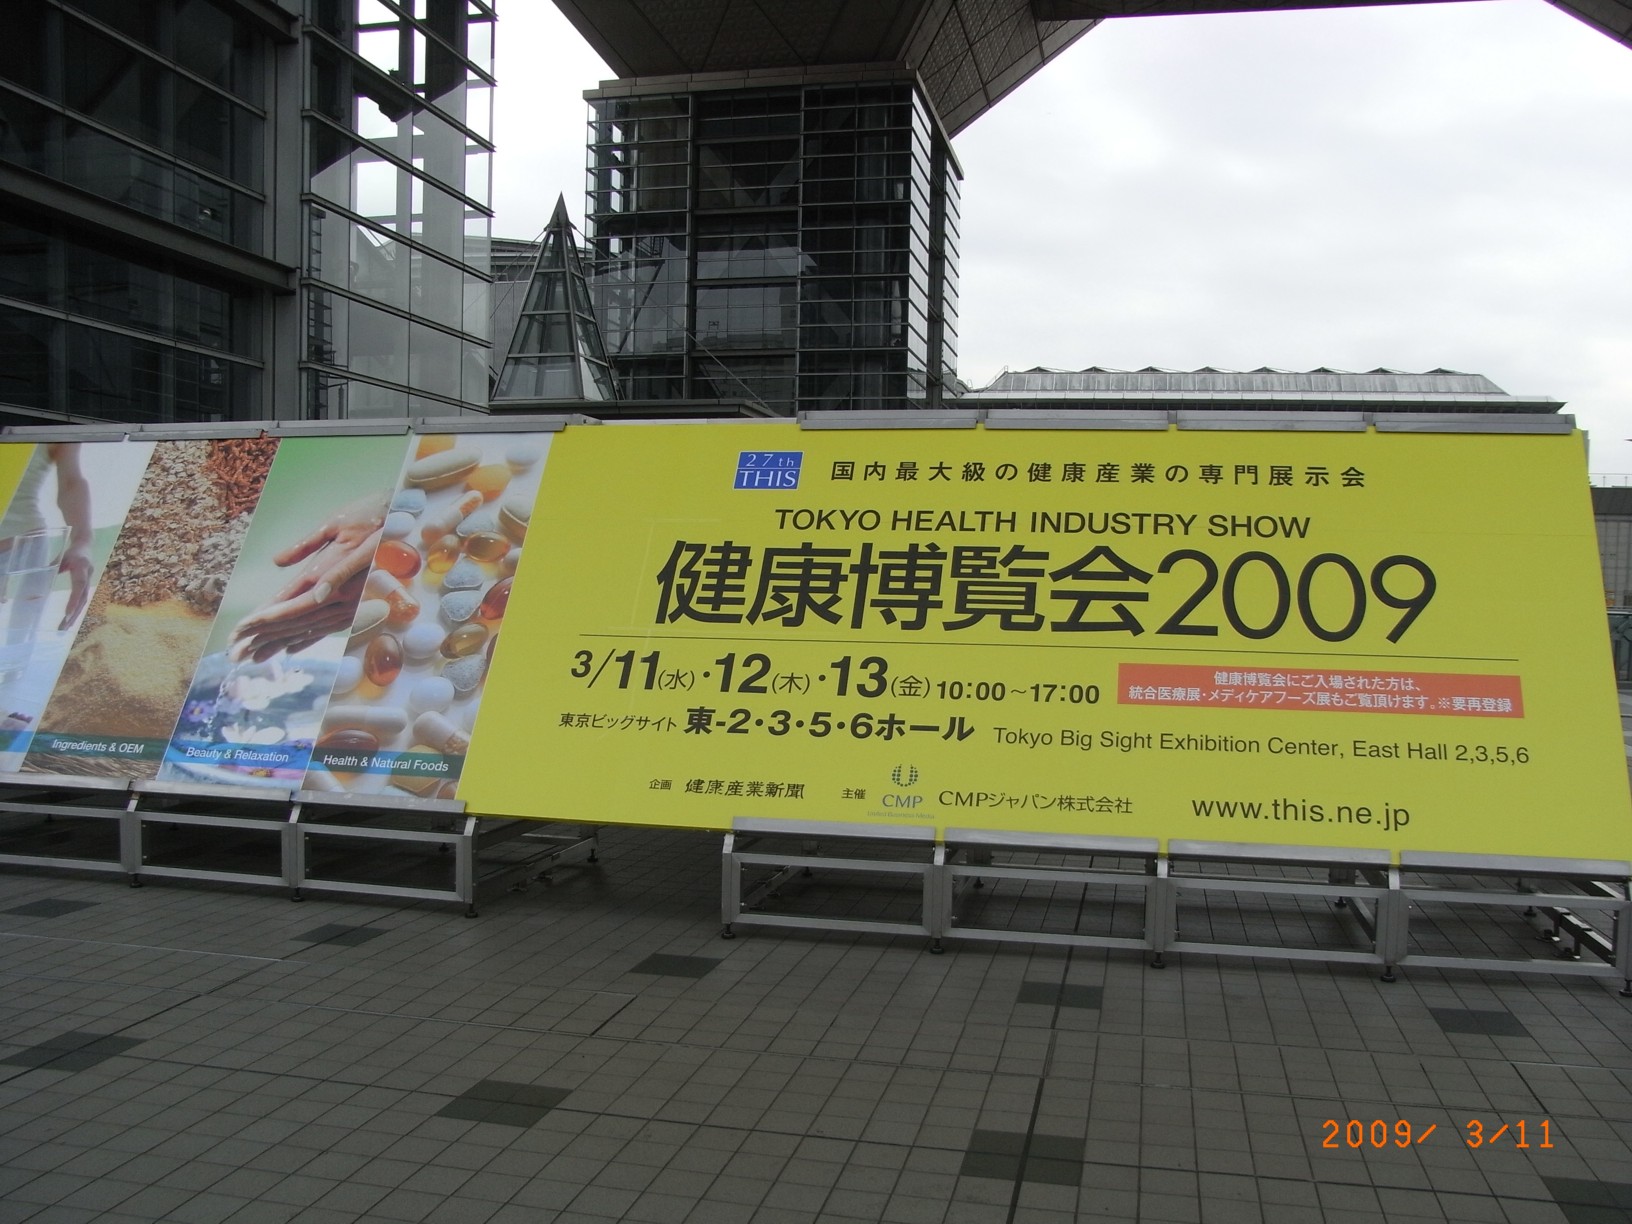 27th
THIS
国内最大級の健康産業の専門展示会
TOKYO HEALTH INDUSTRY SHOW
健康博覧会2009
3/11(水)・12(木)・13(金)10:00~17:00
健康博覧会にご入場された方は、
統合医療展・メディケアフーズ展もご覧頂けます。※要再登録
東京ビッグサイト 東-2・3・5・6ホール
Tokyo Big Sight Exhibition Center, East Hall 2,3,5,6
企画 健康産業新聞 主催 CMP CMPジャパン株式会社 www.this.ne.jp
United Business Media
Ingredients & OEM
Beauty & Relaxation
Health & Natural Foods
2009/ 3/11